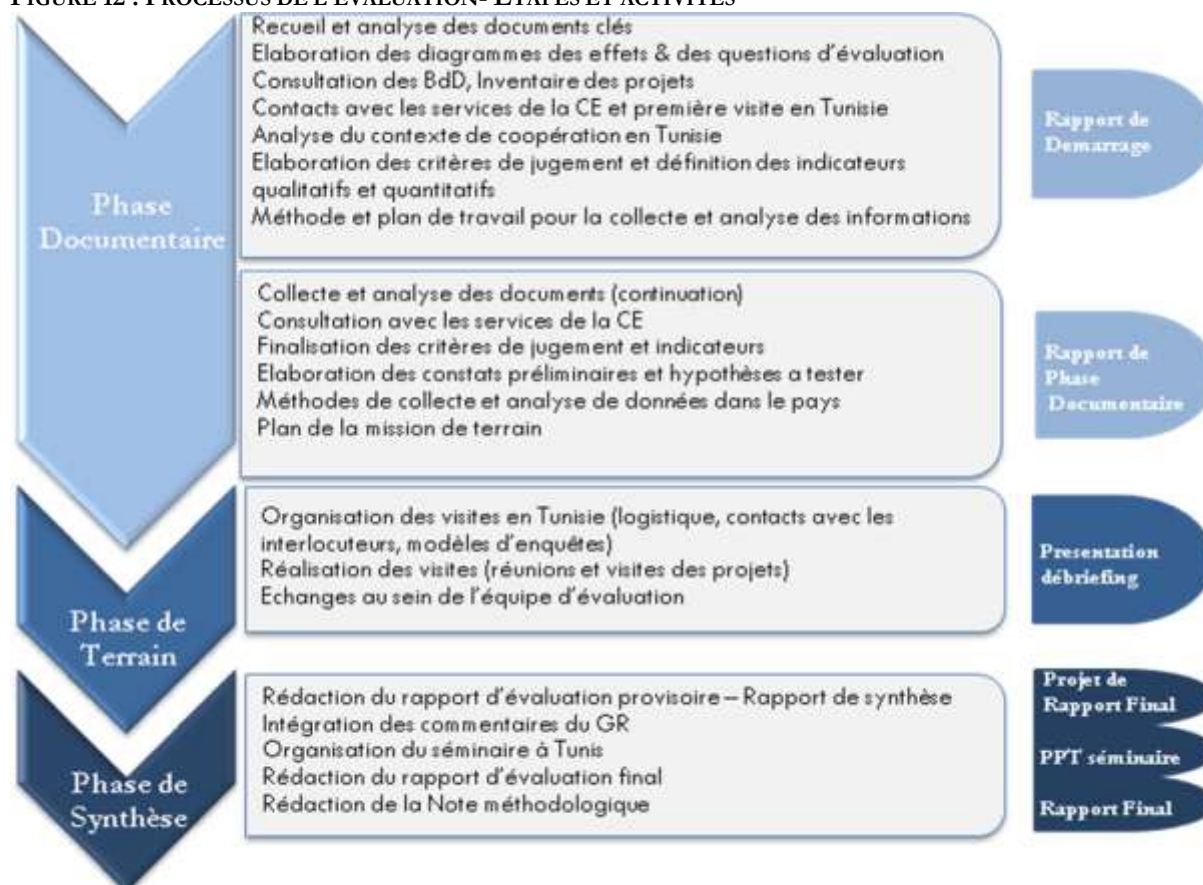 FIGURE 12 : PROCESSUS DE L'ÉVALUATION- ETAPES ET ACTIVITÉS
Phase
Documentaire
Recueil et analyse des documents clés
Elaboration des diagrammes des effets & des questions d'évaluation
Consultation des BdD, Inventaire des projets
Contacts avec les services de la CE et première visite en Tunisie
Analyse du contexte de coopération en Tunisie
Elaboration des critères de jugement et définition des indicateurs
qualitatifs et quantitatifs
Méthode et plan de travail pour la collecte et analyse des informations
Rapport de
Demarrage
Collecte et analyse des documents (continuation)
Consultation avec les services de la CE
Finalisation des critères de jugement et indicateurs
Elaboration des constats préliminaires et hypothèses a tester
Méthodes de collecte et analyse de données dans le pays
Plan de la mission de terrain
Rapport de
Phase
Documentaire
Phase de
Terrain
Organisation des visites en Tunisie (logistique, contacts avec les
interlocuteurs, modèles d'enquêtes)
Réalisation des visites (réunions et visites des projets)
Echanges au sein de l'équipe d'évaluation
Presentation
débriefing
Phase de
Synthèse
Rédaction du rapport d'évaluation provisoire – Rapport de synthèse
Intégration des commentaires du GR
Organisation du séminaire à Tunis
Rédaction du rapport d'évaluation final
Rédaction de la Note méthodologique
Projet de
Rapport Final
PPT séminaire
Rapport Final